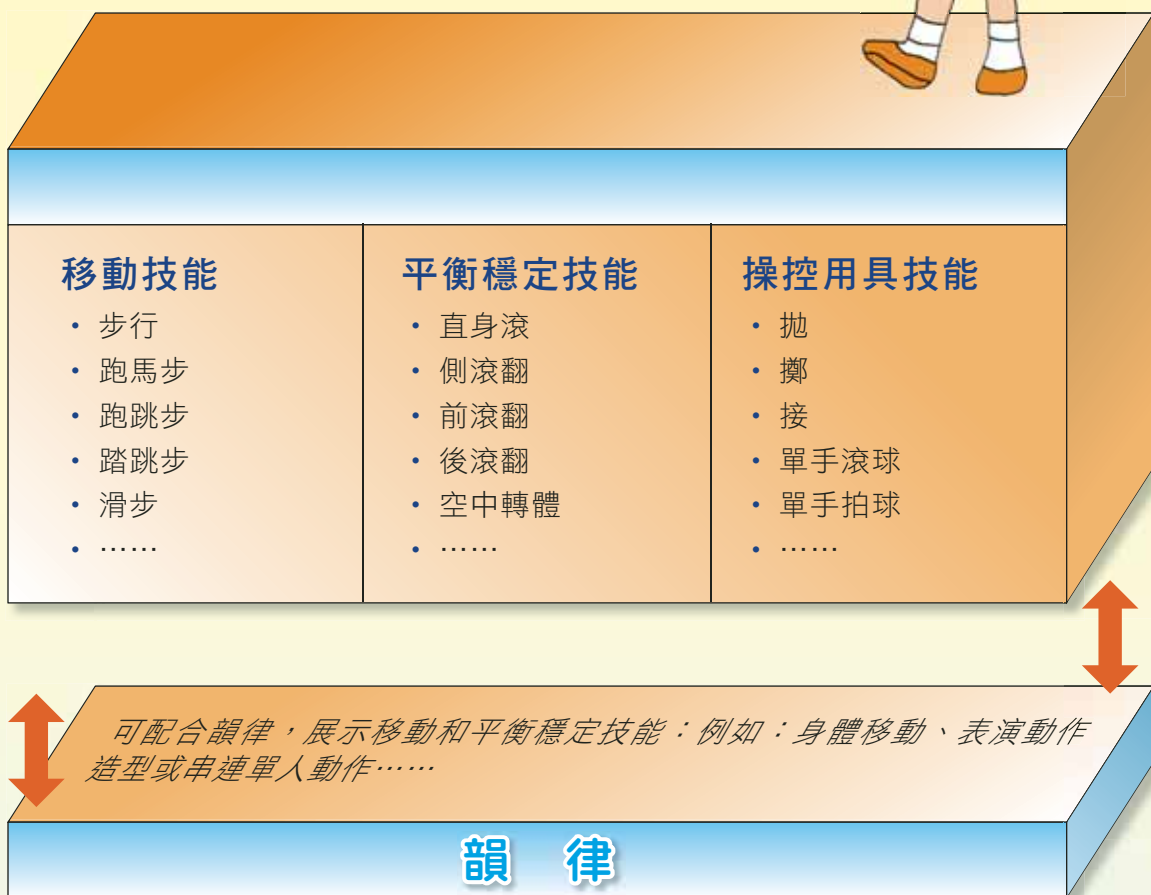 移動技能
• 步行
• 跑馬步
• 跑跳步
• 踏跳步
• 滑步
• ……
平衡穩定技能
• 直身滾
• 側滾翻
• 前滾翻
• 後滾翻
• 空中轉體
• ……
操控用具技能
• 拋
• 擲
• 接
• 單手滾球
• 單手拍球
• ……
可配合韻律，展示移動和平衡穩定技能：例如：身體移動、表演動作
造型或串連單人動作……
韻 律